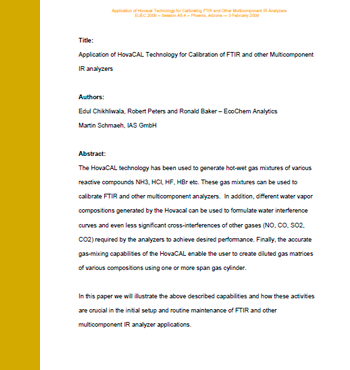 Application of Hovacal Technology for Calibrating FTIR and Other Multicomponent IR Analyzers
Title:
Application of HovaCAL Technology for Calibration of FTIR and other Multicomponent
IR analyzers
Authors:
Edul Chikhliwala, Robert Peters and Ronald Baker – EcoChem Analytics
Martin Schmaeh, IAS GmbH
Abstract:
The HovaCAL technology has been used to generate hot-wet gas mixtures of various
reactive compounds NH3, HCl, HF, HBr etc. These gas mixtures can be used to
calibrate FTIR and other multicomponent analyzers. In addition, different water vapor
compositions generated by the Hovacal can be used to formulate water interference
curves and even less significant cross-interferences of other gases (NO, CO, SO2,
CO2) required by the analyzers to achieve desired performance. Finally, the accurate
gas-mixing capabilities of the HovaCAL enable the user to create diluted gas matrices
of various compositions using one or more span gas cylinder.
In this paper we will illustrate the above described capabilities and how these activities
are crucial in the initial setup and routine maintenance of FTIR and other
multicomponent IR analyzer applications.